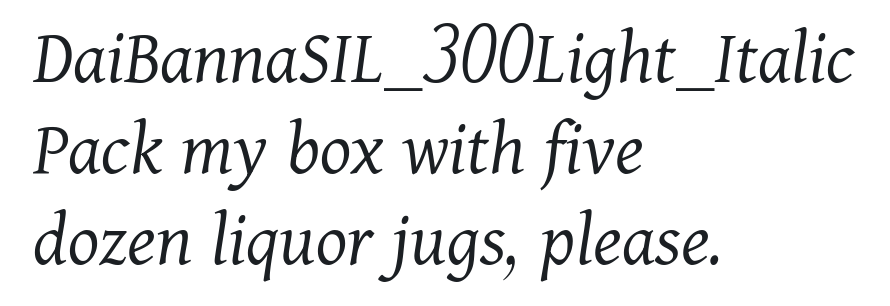 DaiBannaSIL_300Light_Italic
Pack my box with five
dozen liquor jugs, please.